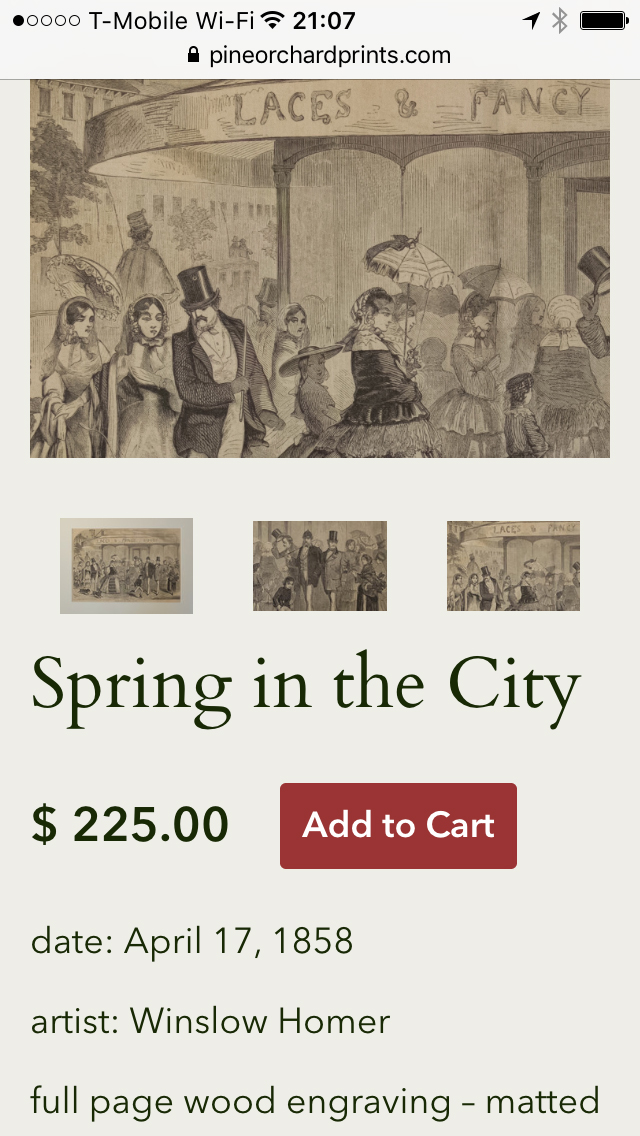 T-Mobile Wi-Fi 21:07
pineorchardprints.com
LACES & FANCY
LACES & FANCY
Spring in the City
$ 225.00 Add to Cart
date: April 17, 1858
artist: Winslow Homer
full page wood engraving – matted